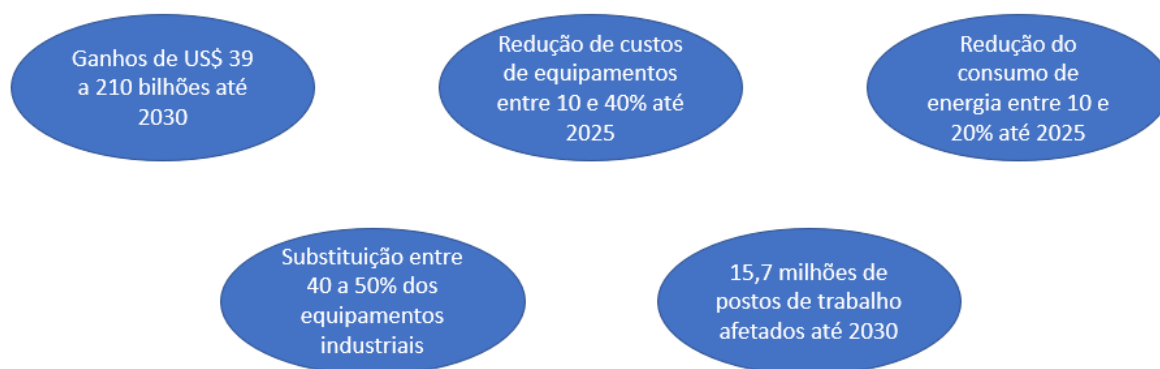 Ganhos de US$ 39
a 210 bilhões até
2030
Redução de custos
de equipamentos
entre 10 e 40% até
2025
Redução do
consumo de
energia entre 10 e
20% até 2025
Substituição entre
40 a 50% dos
equipamentos
industriais
15,7 milhões de
postos de trabalho
afetados até 2030